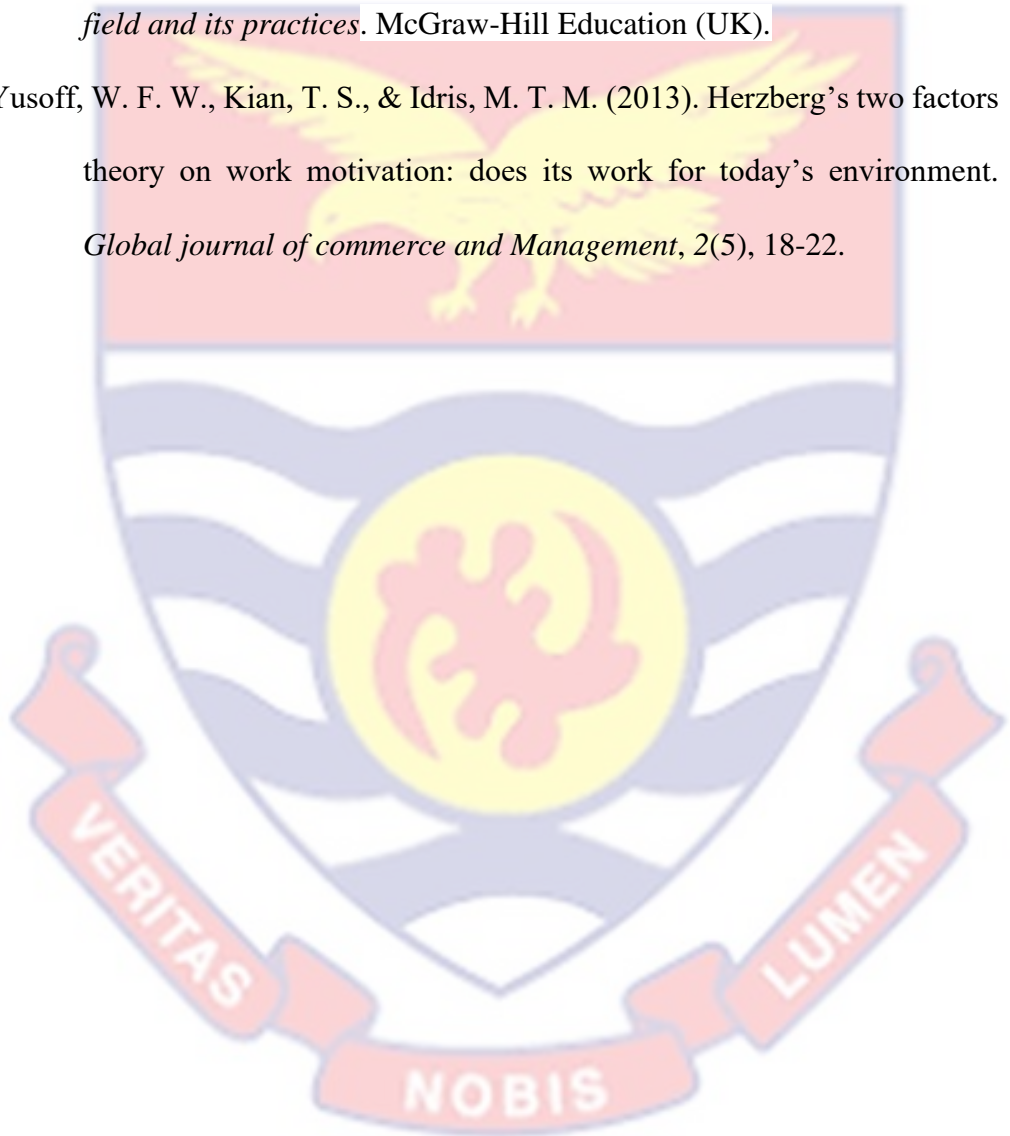 field and its practices. McGraw-Hill Education (UK).
Yusoff, W. F. W., Kian, T. S., & Idris, M. T. M. (2013). Herzberg’s two factors
theory on work motivation: does its work for today’s environment.
Global journal of commerce and Management, 2(5), 18-22.
VERITAS
NOBIS
LUMEN